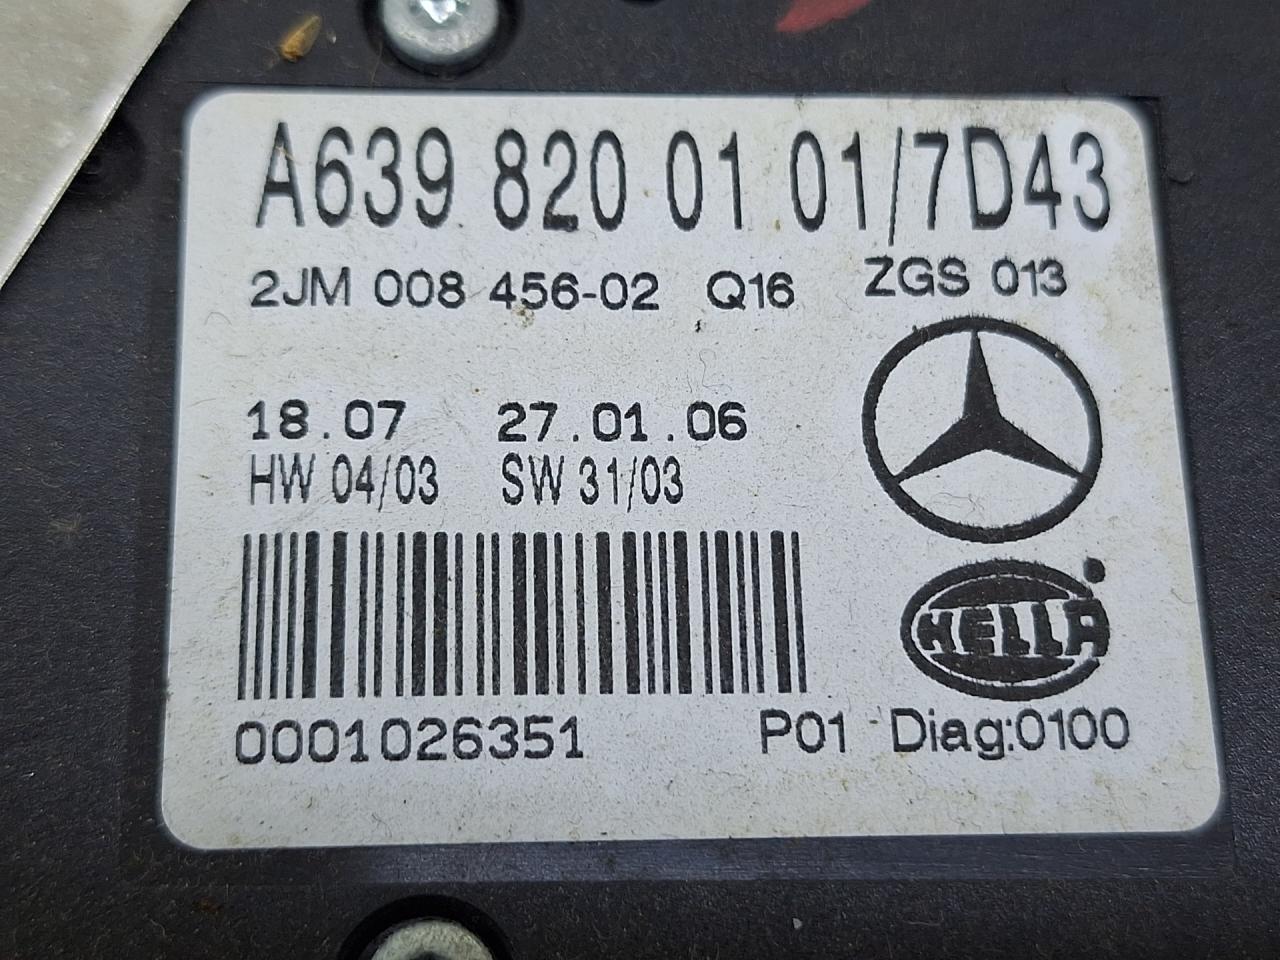 A639 820 01 01/7D43
2JM 008 456-02 Q16 ZGS 013
18.07 27.01.06
HW 04/03 SW 31/03
HELLA
0001026351 P01 Diag:0100